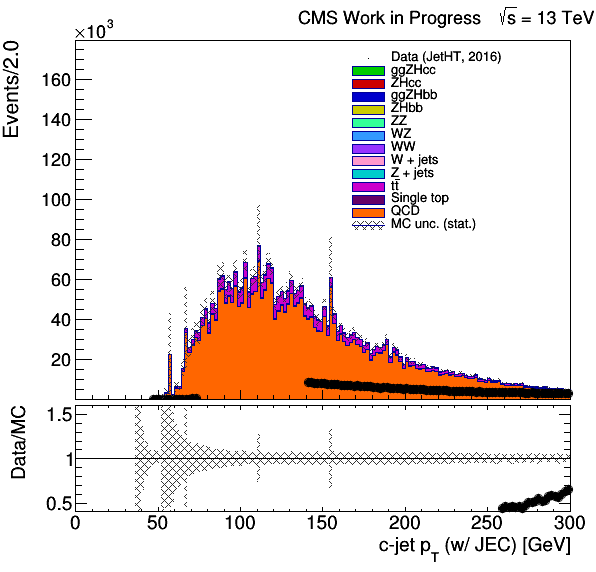 CMS Work in Progress √s = 13 TeV
×10³
Events/2.0
160
140
120
100
80
60
40
20
Data (JetHT, 2016)
ggZHcc
ZHcc
ggZHbb
ZHbb
ZZ
WZ
WW
W + jets
Z + jets
tt̄
Single top
QCD
MC unc. (stat.)
Data/MC
1.5
1
0.5
0 50 100 150 200 250 300
c-jet p_T (w/ JEC) [GeV]